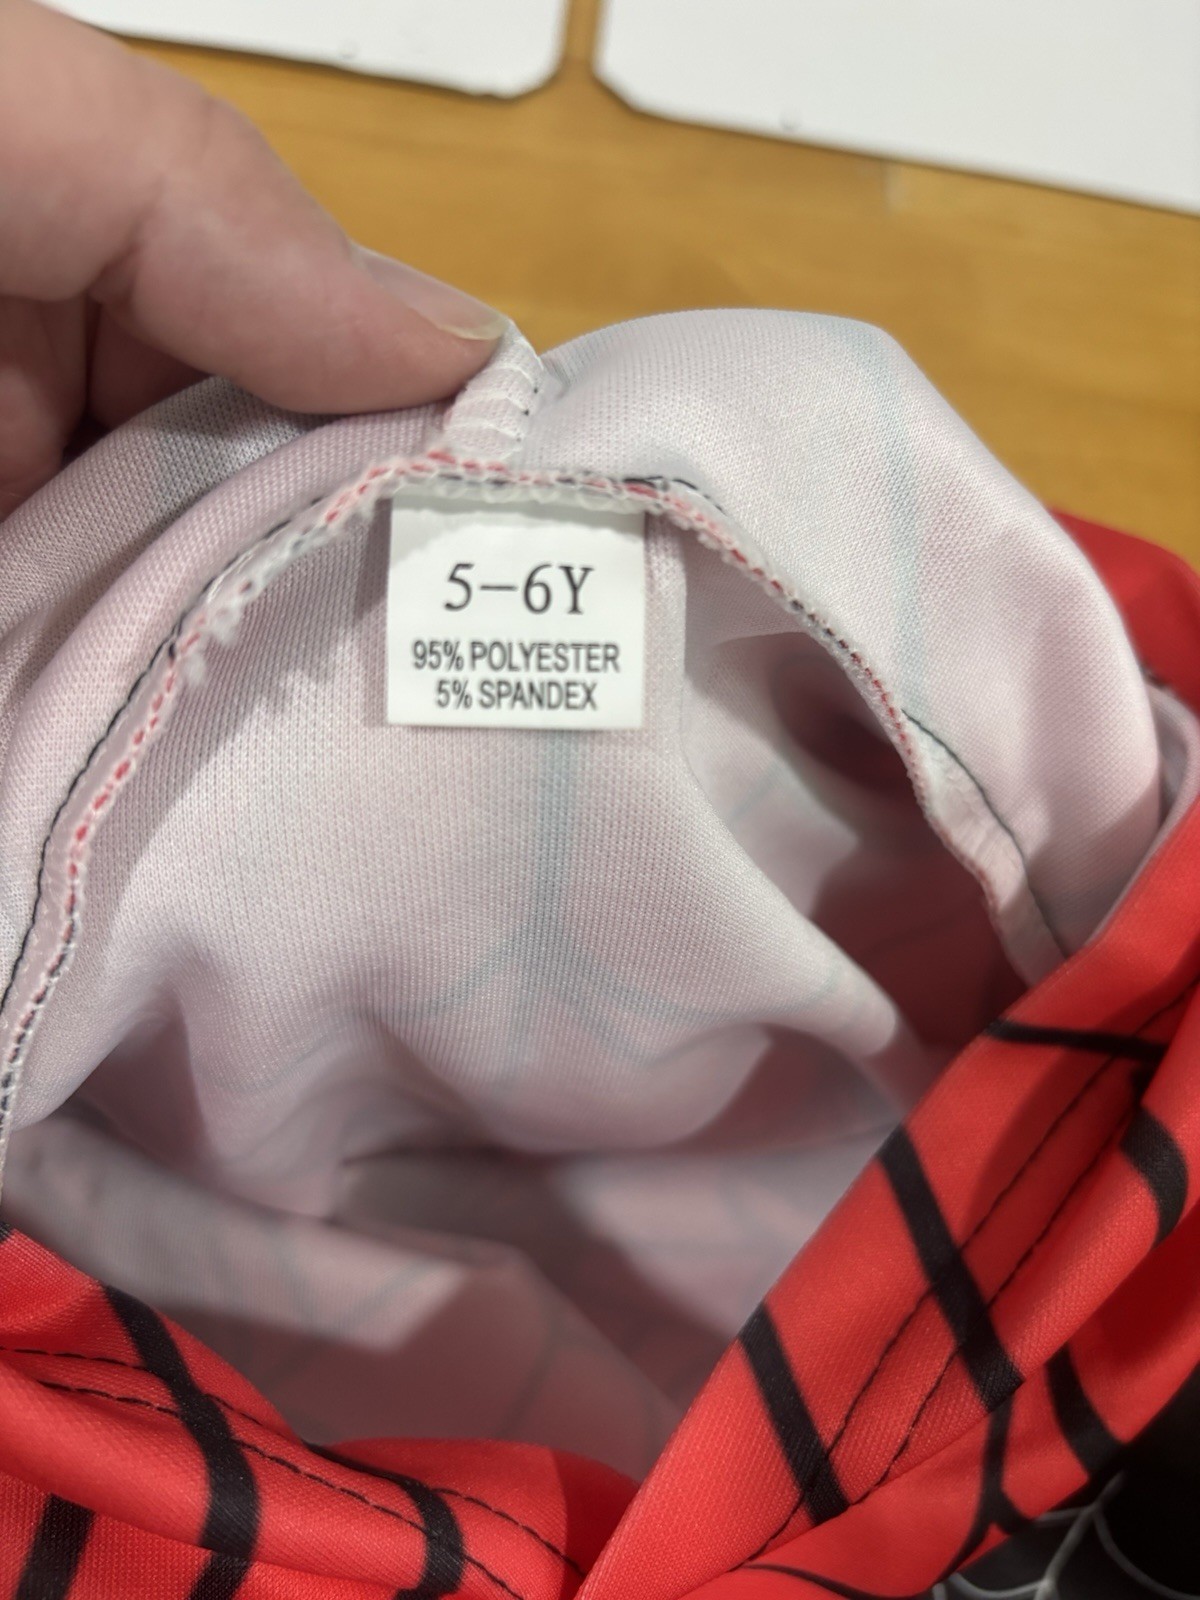 5-6Y
95% POLYESTER
5% SPANDEX